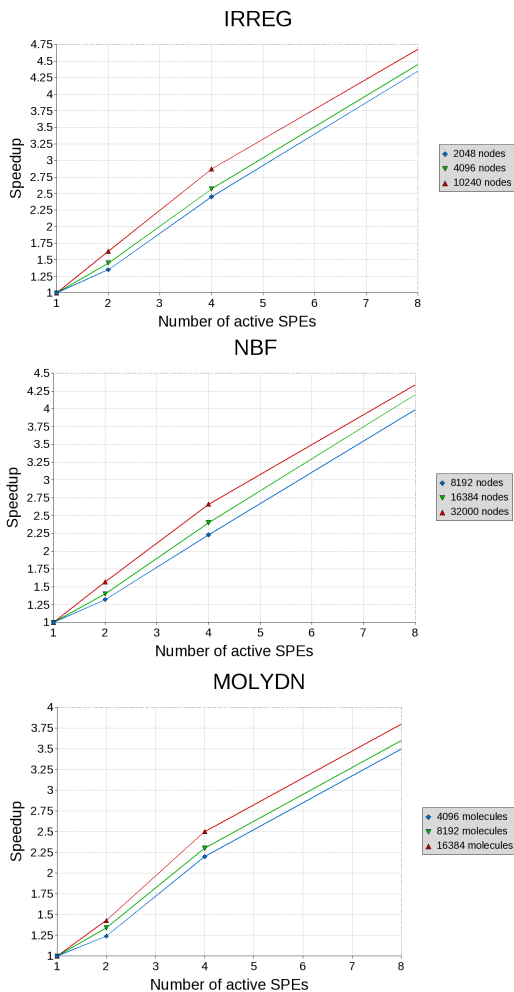 IRREG
4.75
4.5
4.25
4
3.75
3.5
3.25
3
2.75
2.5
2.25
2
1.75
1.5
1.25
1
Speedup
1 2 3 4 5 6 7 8
Number of active SPEs
2048 nodes
4096 nodes
10240 nodes
NBF
4.5
4.25
4
3.75
3.5
3.25
3
2.75
2.5
2.25
2
1.75
1.5
1.25
1
Speedup
1 2 3 4 5 6 7 8
Number of active SPEs
8192 nodes
16384 nodes
32000 nodes
MOLYDN
4
3.75
3.5
3.25
3
2.75
2.5
2.25
2
1.75
1.5
1.25
1
Speedup
1 2 3 4 5 6 7 8
Number of active SPEs
4096 molecules
8192 molecules
16384 molecules